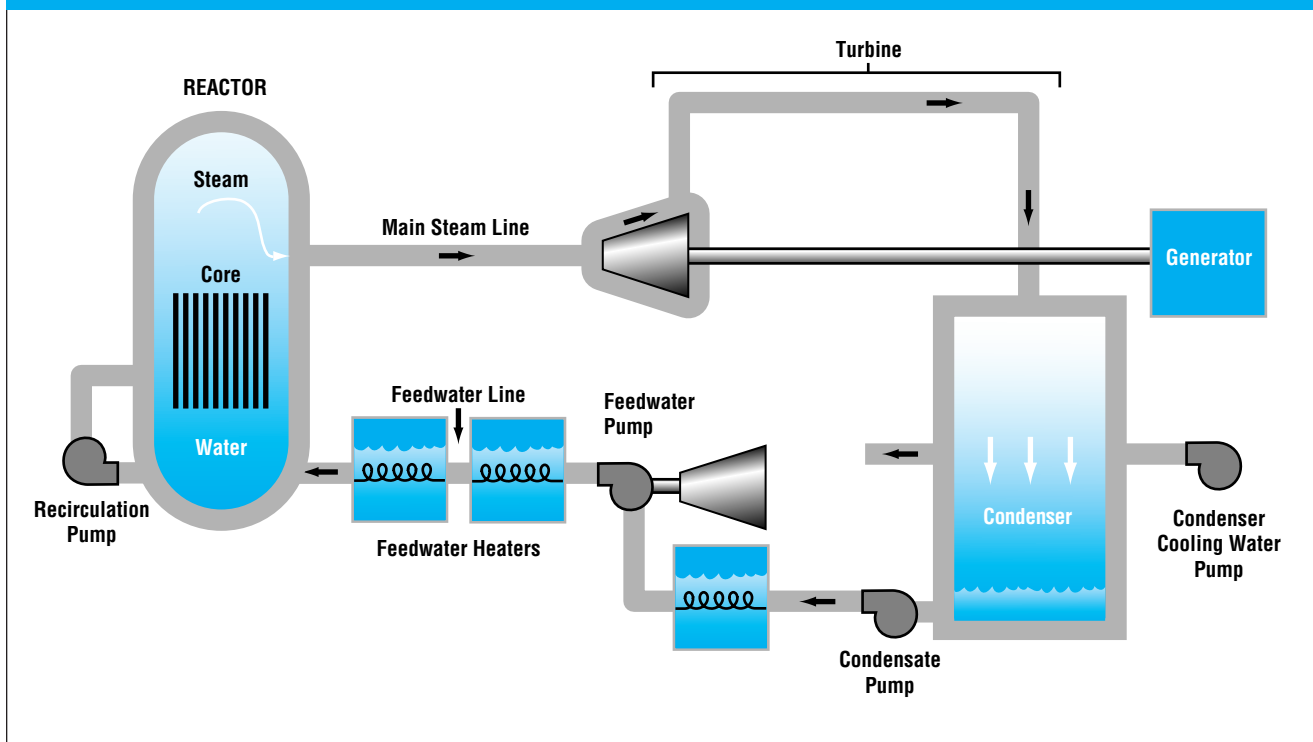 Turbine
REACTOR
Steam
Main Steam Line
Core
Generator
Feedwater Line
Feedwater
Pump
Water
Recirculation
Pump
Feedwater Heaters
Condenser
Condenser
Cooling Water
Pump
Condensate
Pump